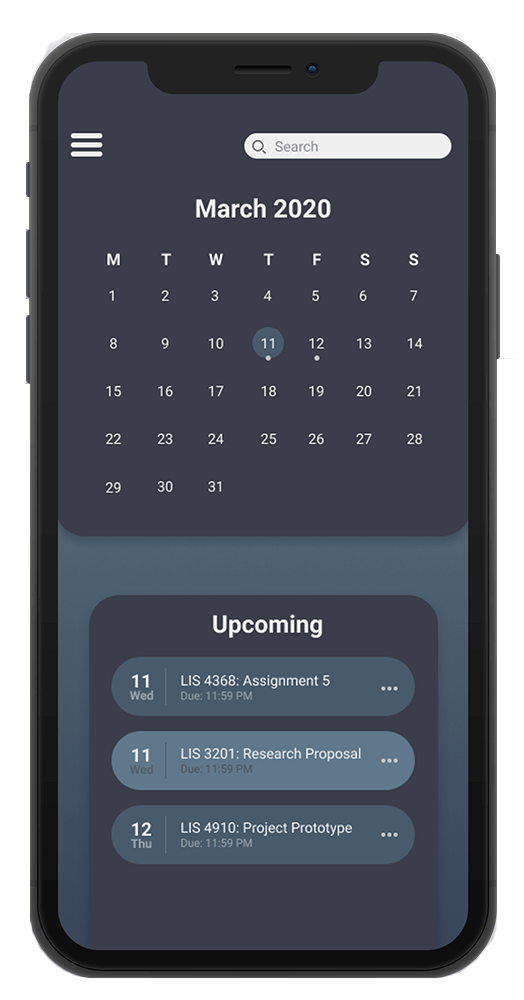 Search
March 2020
M T W T F S S
1 2 3 4 5 6 7
8 9 10 11 12 13 14
15 16 17 18 19 20 21
22 23 24 25 26 27 28
29 30 31
Upcoming
11 LIS 4368: Assignment 5
Wed Due: 11:59 PM
11 LIS 3201: Research Proposal
Wed Due: 11:59 PM
12 LIS 4910: Project Prototype
Thu Due: 11:59 PM